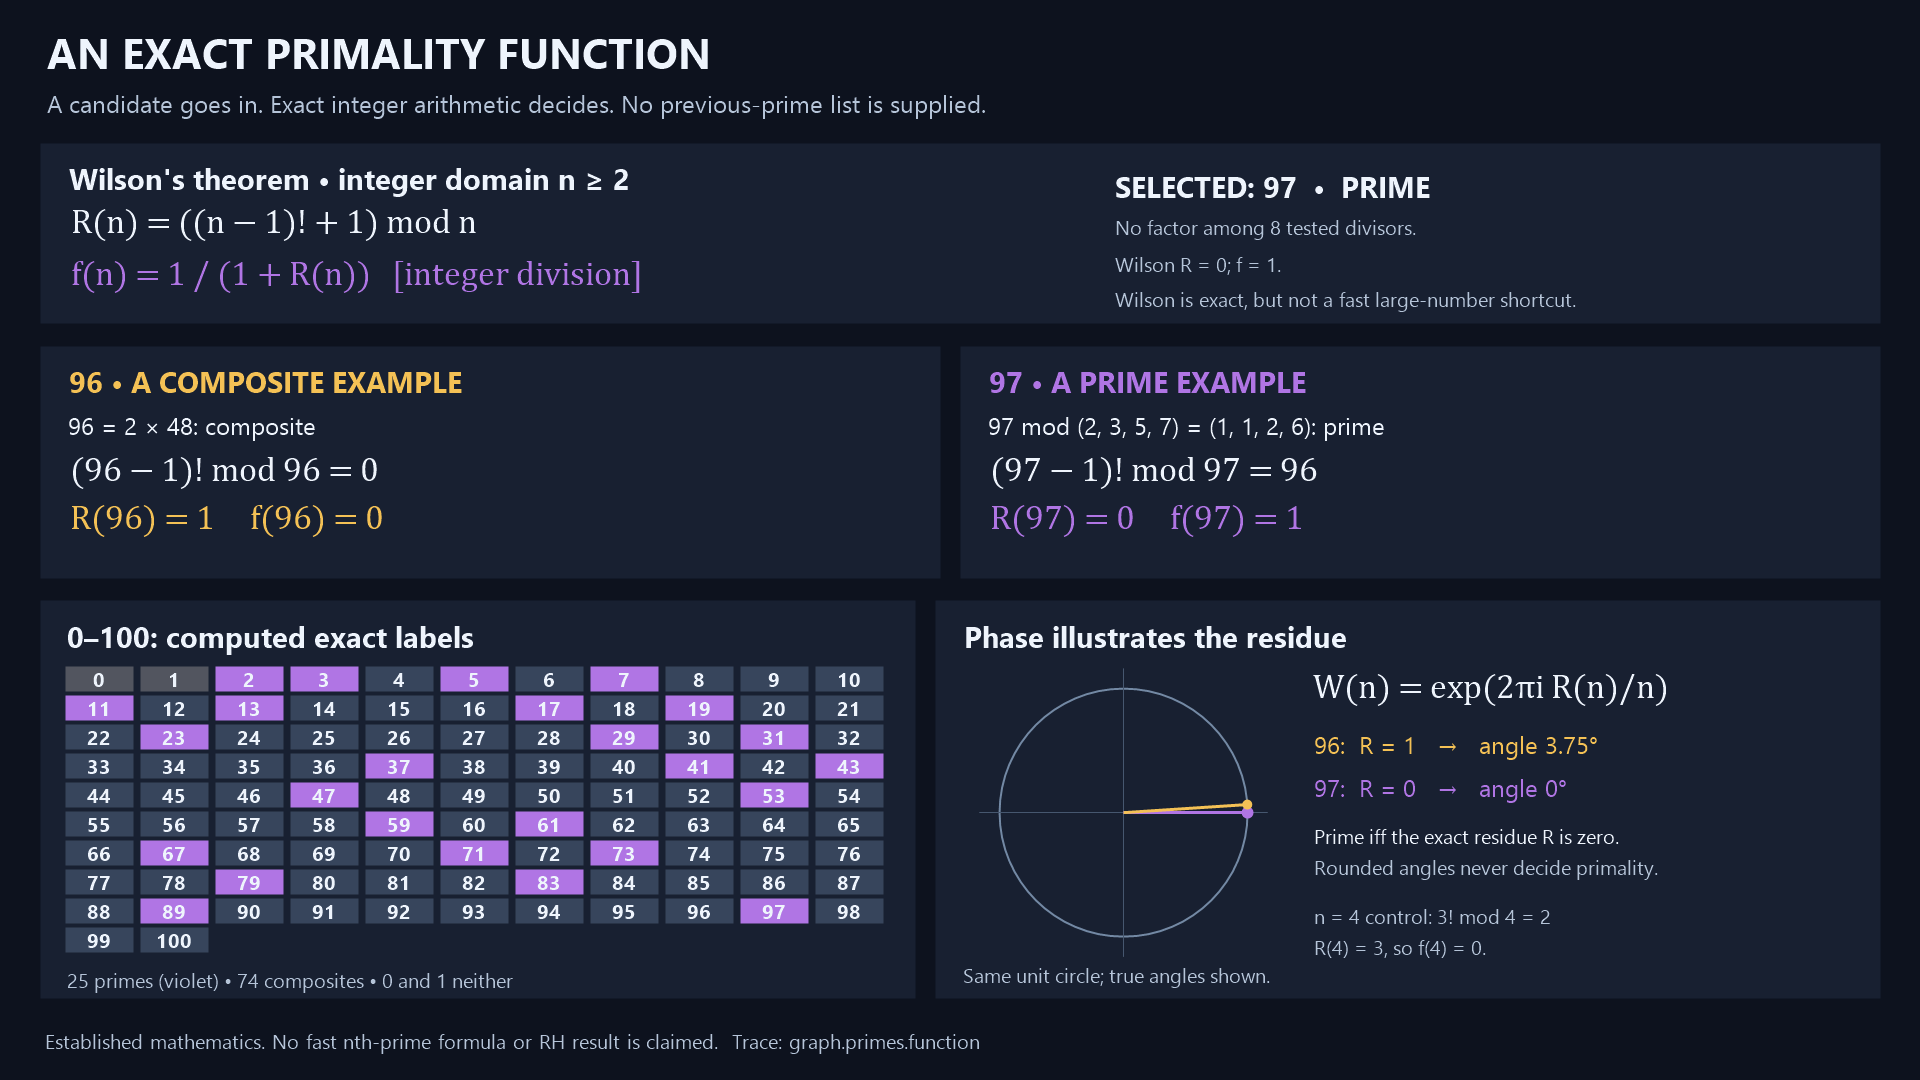 AN EXACT PRIMALITY FUNCTION
A candidate goes in. Exact integer arithmetic decides. No previous-prime list is supplied.
Wilson's theorem • integer domain n ≥ 2
R(n) = ((n − 1)! + 1) mod n
f(n) = 1 / (1 + R(n))   [integer division]
SELECTED: 97 • PRIME
No factor among 8 tested divisors.
Wilson R = 0; f = 1.
Wilson is exact, but not a fast large-number shortcut.
96 • A COMPOSITE EXAMPLE
96 = 2 × 48: composite
(96 − 1)! mod 96 = 0
R(96) = 1   f(96) = 0
97 • A PRIME EXAMPLE
97 mod (2, 3, 5, 7) = (1, 1, 2, 6): prime
(97 − 1)! mod 97 = 96
R(97) = 0   f(97) = 1
0–100: computed exact labels
0 1 2 3 4 5 6 7 8 9 10
11 12 13 14 15 16 17 18 19 20 21
22 23 24 25 26 27 28 29 30 31 32
33 34 35 36 37 38 39 40 41 42 43
44 45 46 47 48 49 50 51 52 53 54
55 56 57 58 59 60 61 62 63 64 65
66 67 68 69 70 71 72 73 74 75 76
77 78 79 80 81 82 83 84 85 86 87
88 89 90 91 92 93 94 95 96 97 98
99 100
25 primes (violet) • 74 composites • 0 and 1 neither
Phase illustrates the residue
W(n) = exp(2πi R(n)/n)
96: R = 1 → angle 3.75°
97: R = 0 → angle 0°
Prime iff the exact residue R is zero.
Rounded angles never decide primality.
n = 4 control: 3! mod 4 = 2
R(4) = 3, so f(4) = 0.
Same unit circle; true angles shown.
Established mathematics. No fast nth-prime formula or RH result is claimed. Trace: graph.primes.function